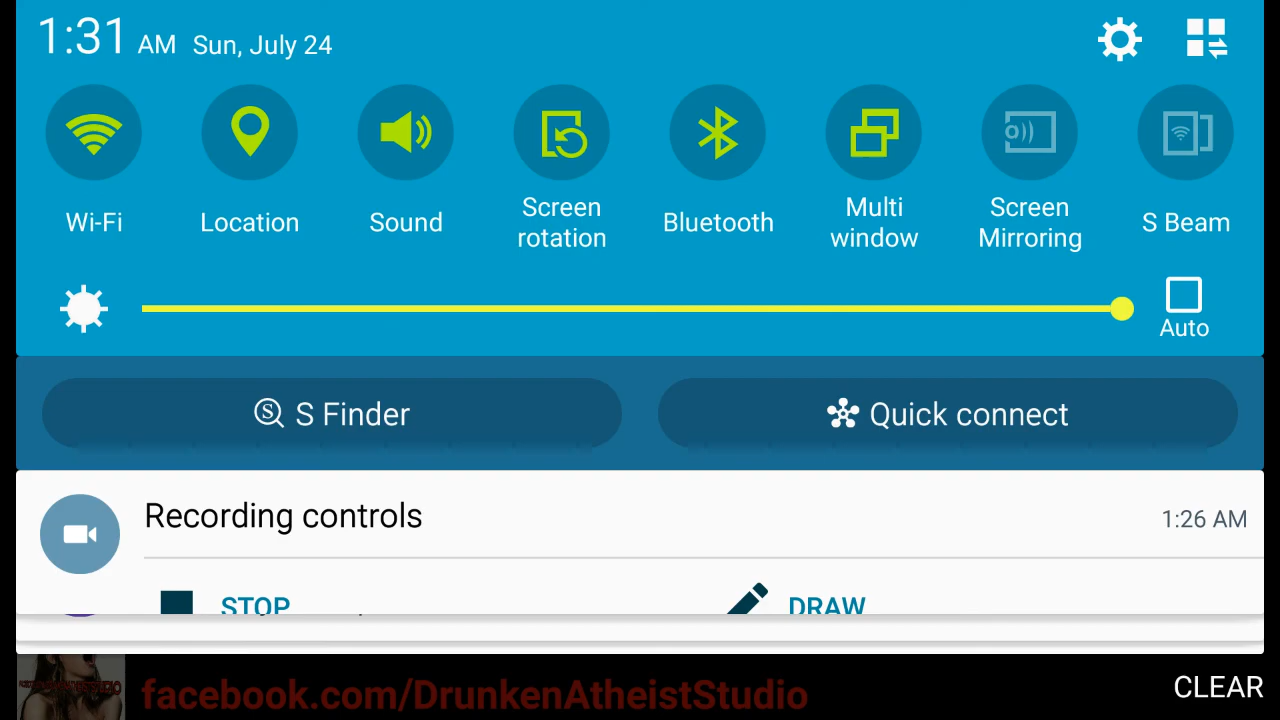 1:31 AM Sun, July 24
Wi-Fi
Location
Sound
Screen
rotation
Bluetooth
Multi
window
Screen
Mirroring
S Beam
Auto
S Finder
Quick connect
Recording controls
1:26 AM
STOP
DRAW
facebook.com/DrunkenAtheistStudio
CLEAR